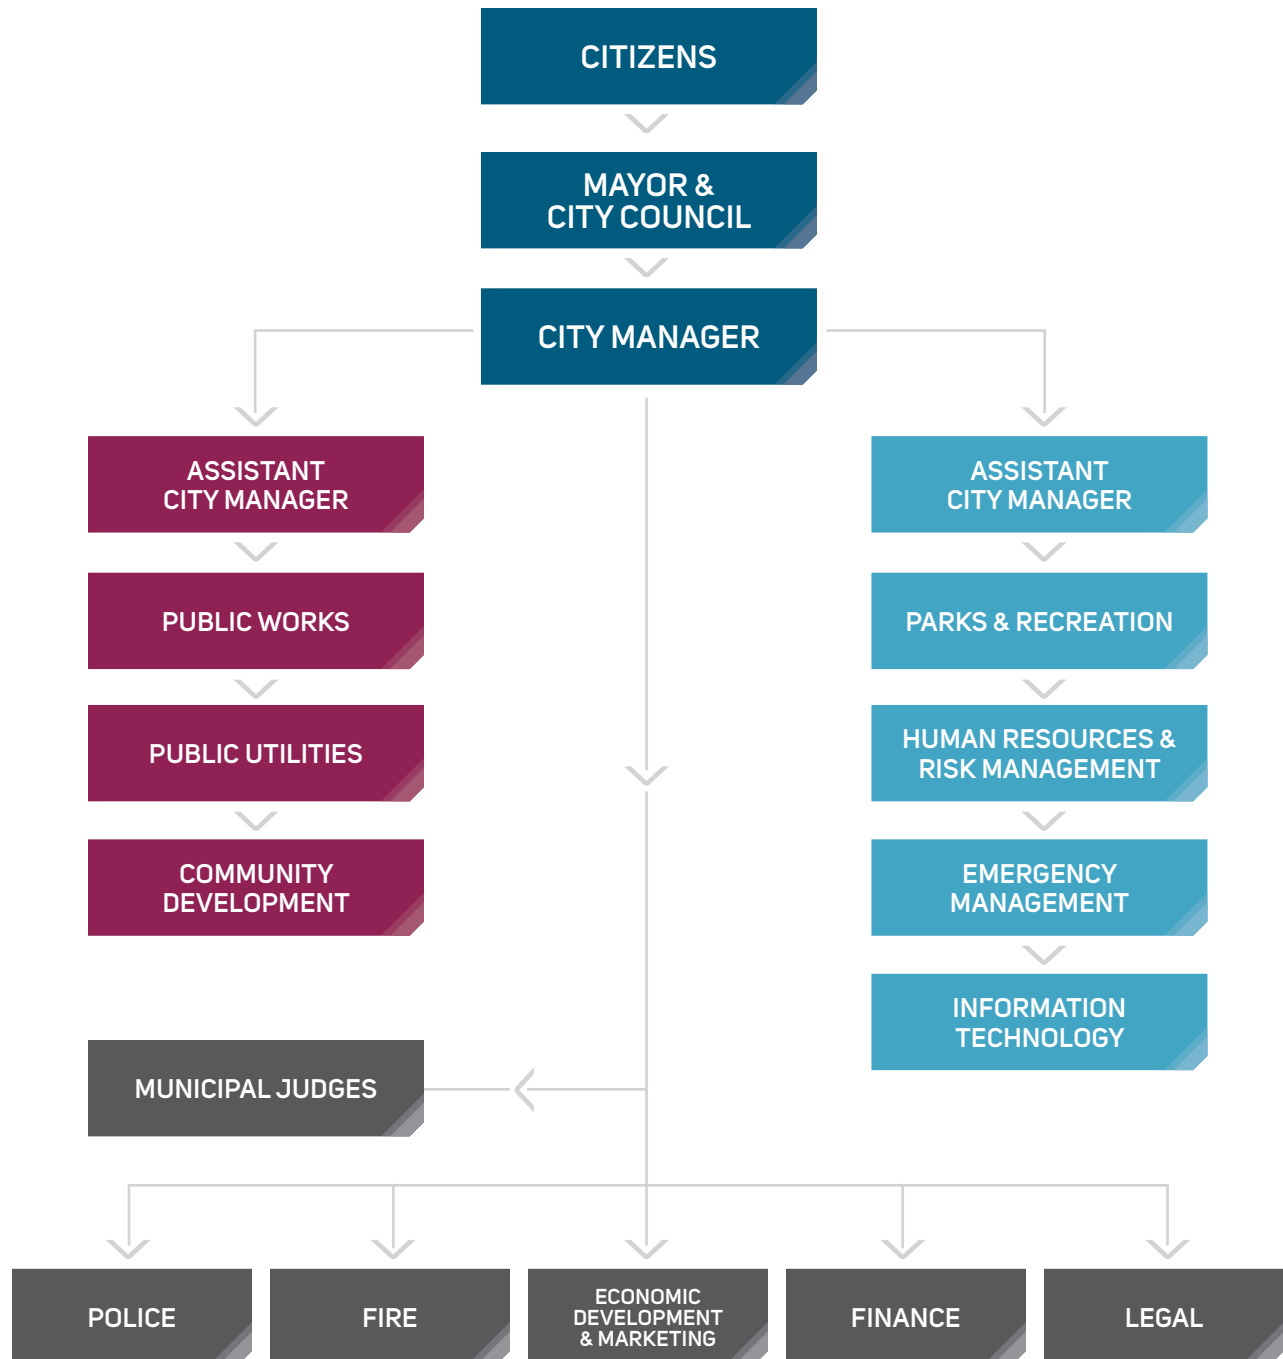 CITIZENS
MAYOR &
CITY COUNCIL
CITY MANAGER
ASSISTANT
CITY MANAGER
PUBLIC WORKS
PUBLIC UTILITIES
COMMUNITY
DEVELOPMENT
ASSISTANT
CITY MANAGER
PARKS & RECREATION
HUMAN RESOURCES &
RISK MANAGEMENT
EMERGENCY
MANAGEMENT
INFORMATION
TECHNOLOGY
MUNICIPAL JUDGES
POLICE
FIRE
ECONOMIC
DEVELOPMENT
& MARKETING
FINANCE
LEGAL